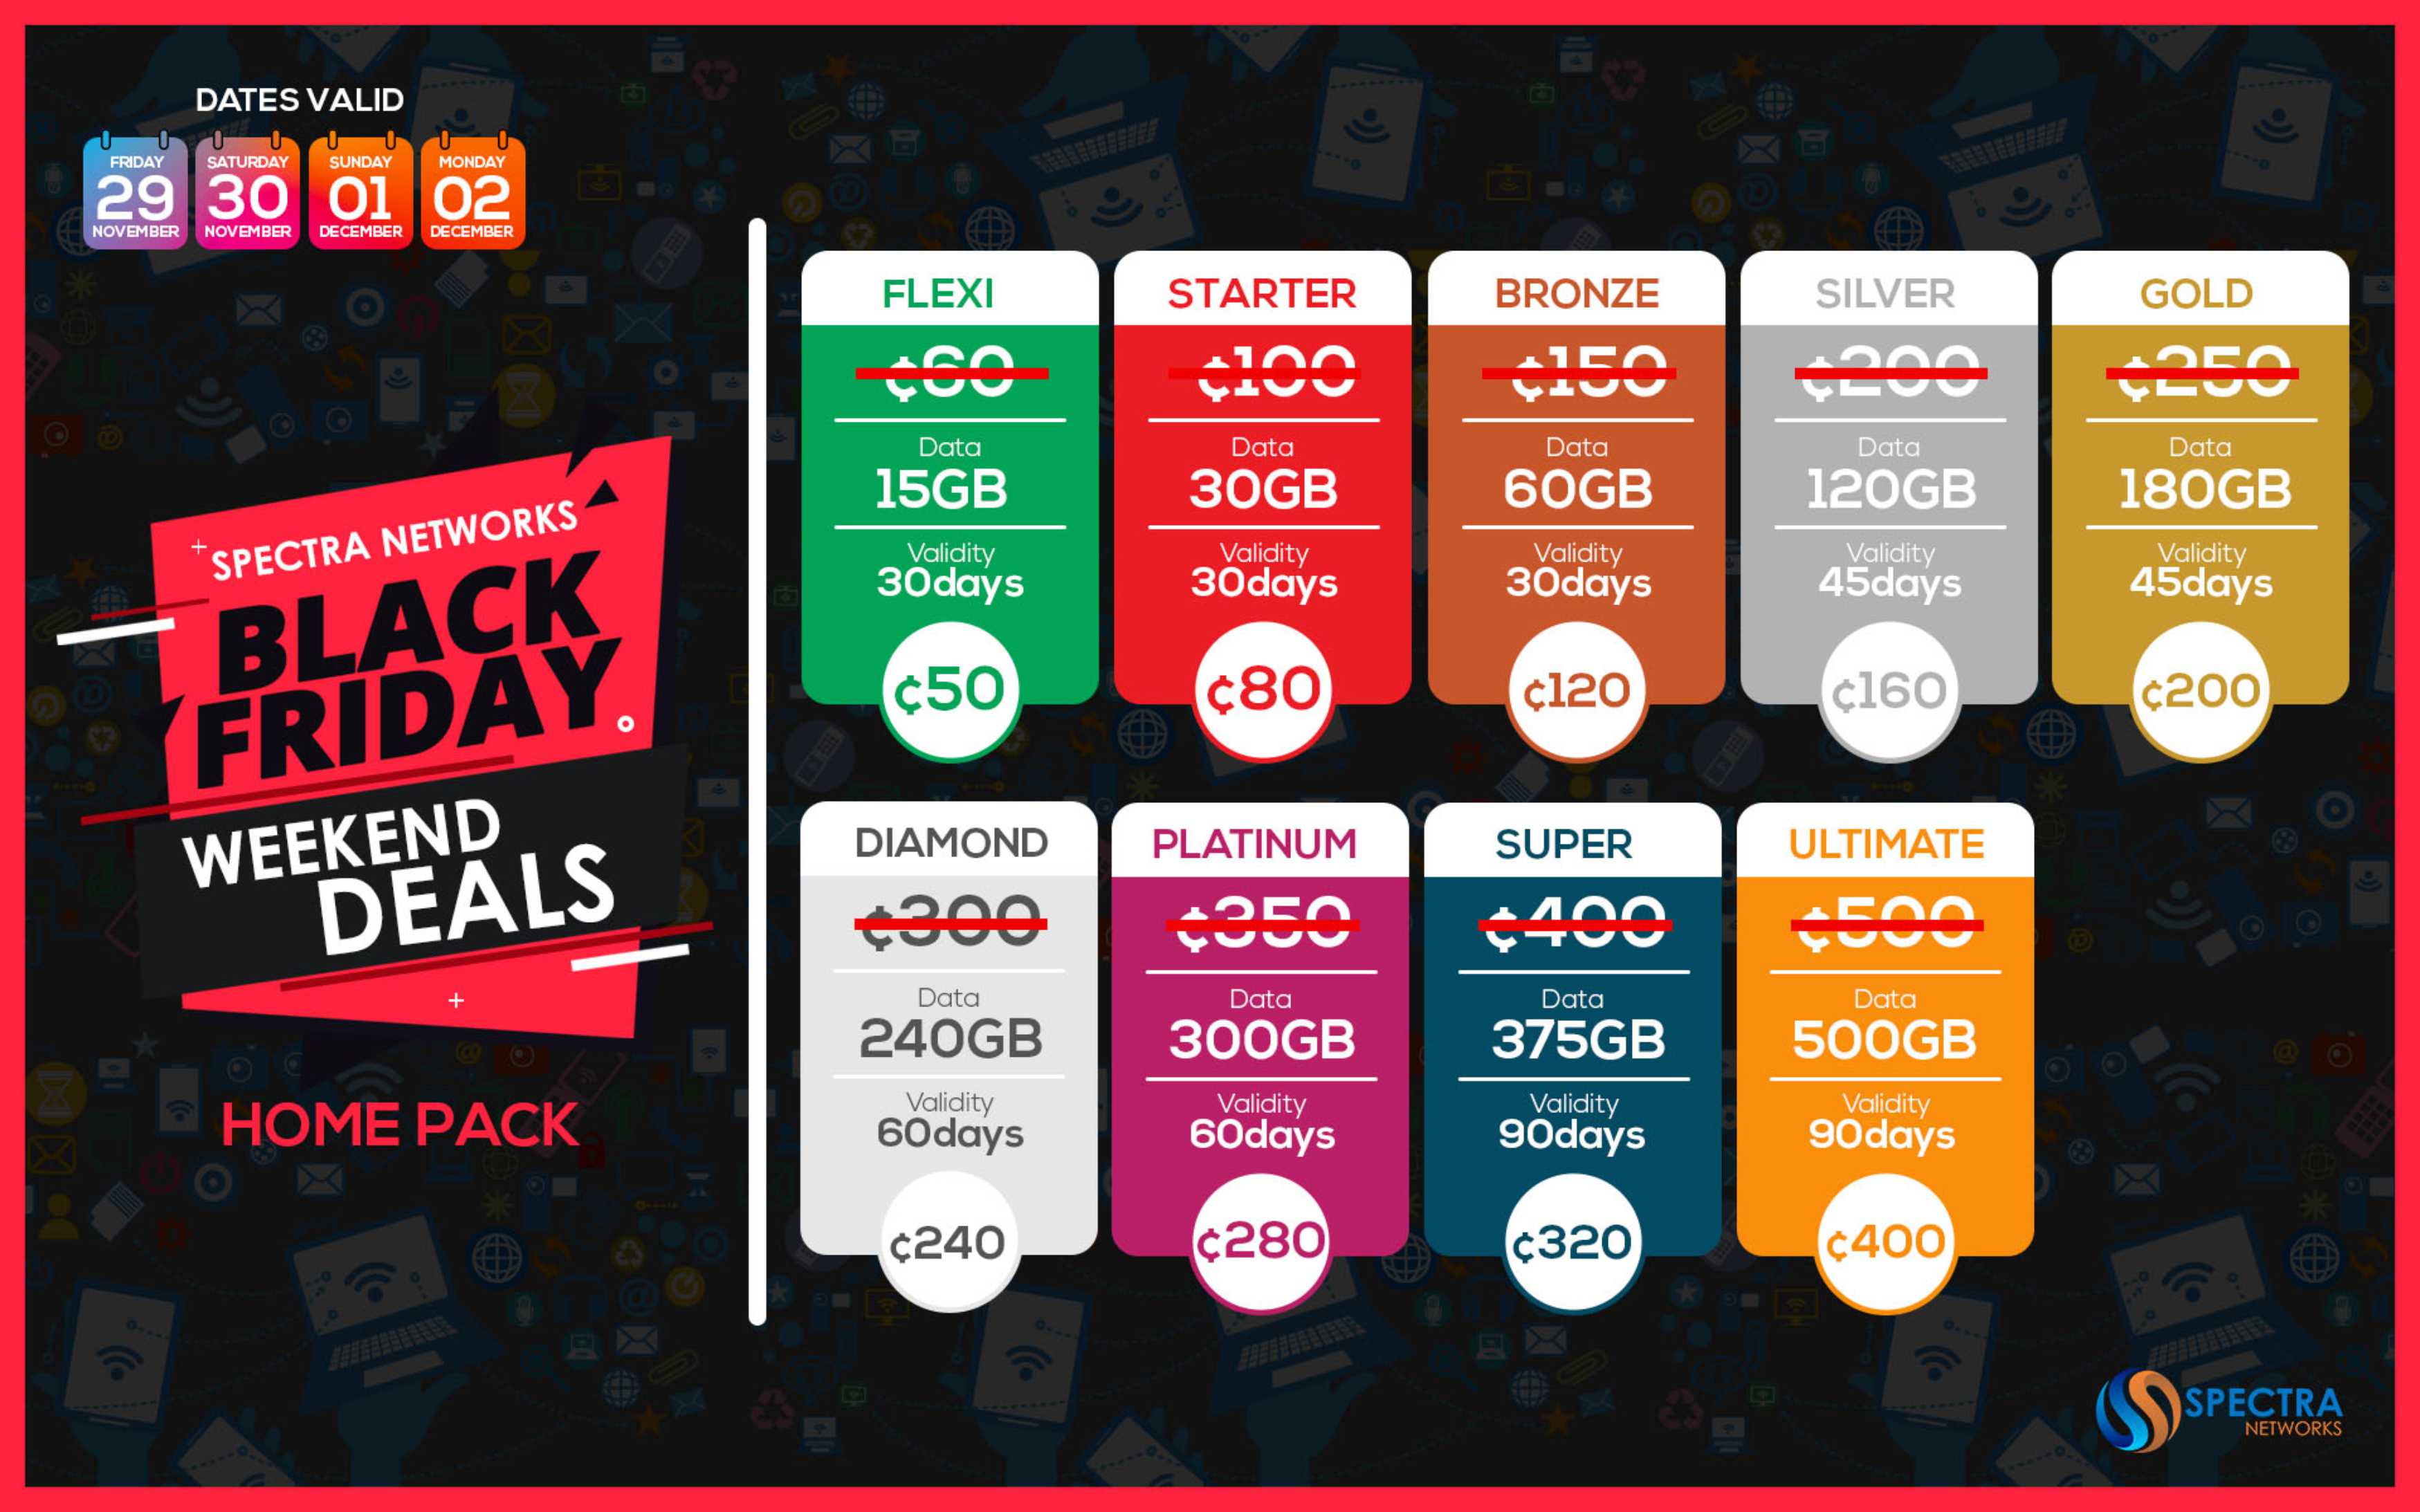 DATES VALID
FRIDAY
29
NOVEMBER
SATURDAY
30
NOVEMBER
SUNDAY
01
DECEMBER
MONDAY
02
DECEMBER
SPECTRA NETWORKS
BLACK
FRIDAY
WEEKEND
DEALS
HOME PACK
FLEXI
¢60
Data
15GB
Validity
30days
¢50
STARTER
¢100
Data
30GB
Validity
30days
¢80
BRONZE
¢150
Data
60GB
Validity
30days
¢120
SILVER
¢200
Data
120GB
Validity
45days
¢160
GOLD
¢250
Data
180GB
Validity
45days
¢200
DIAMOND
¢300
Data
240GB
Validity
60days
¢240
PLATINUM
¢350
Data
300GB
Validity
60days
¢280
SUPER
¢400
Data
375GB
Validity
90days
¢320
ULTIMATE
¢500
Data
500GB
Validity
90days
¢400
SPECTRA
NETWORKS